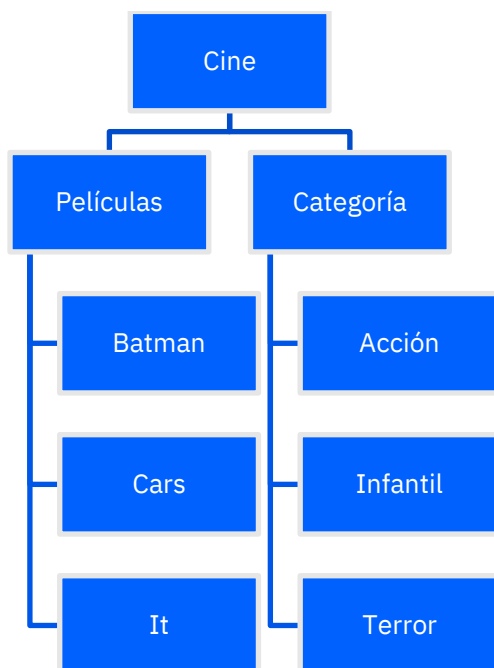 Cine
Películas
Categoría
Batman
Acción
Cars
Infantil
It
Terror